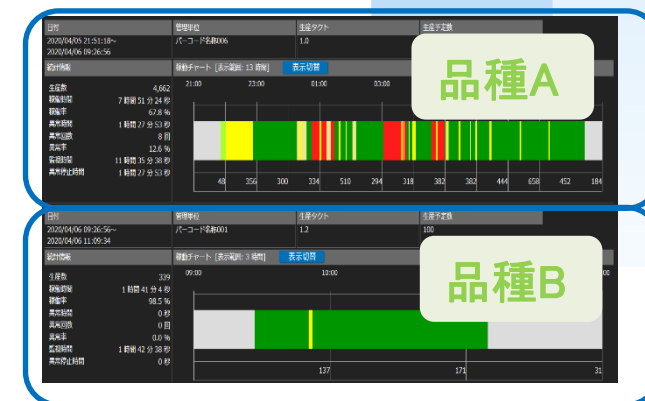 日付 管理単位 生産タクト 生産予定数
2020/04/05 21:51:18～ バーコード名称006 1.0
2020/04/06 09:26:56
統計情報 稼動チャート [表示範囲: 13 時間] 表示切替
品種A
生産数 4,662
稼働時間 7 時間 51 分 24 秒
稼働率 67.8 %
異常時間 1 時間 27 分 53 秒
異常回数 8 回
異常率 12.6 %
監視時間 11 時間 35 分 38 秒
異常停止時間 1 時間 27 分 53 秒
21:00 23:00 01:00 03:00
48 356 300 334 510 294 318 382 382 444 658 452 184
日付 管理単位 生産タクト 生産予定数
2020/04/06 09:26:56～ バーコード名称001 1.2 100
2020/04/06 11:09:34
統計情報 稼動チャート [表示範囲: 3 時間] 表示切替
品種B
生産数 339
稼働時間 1 時間 41 分 4 秒
稼働率 98.5 %
異常時間 0 秒
異常回数 0 回
異常率 0.0 %
監視時間 1 時間 42 分 38 秒
異常停止時間 0 秒
09:00 10:00
137 171 31